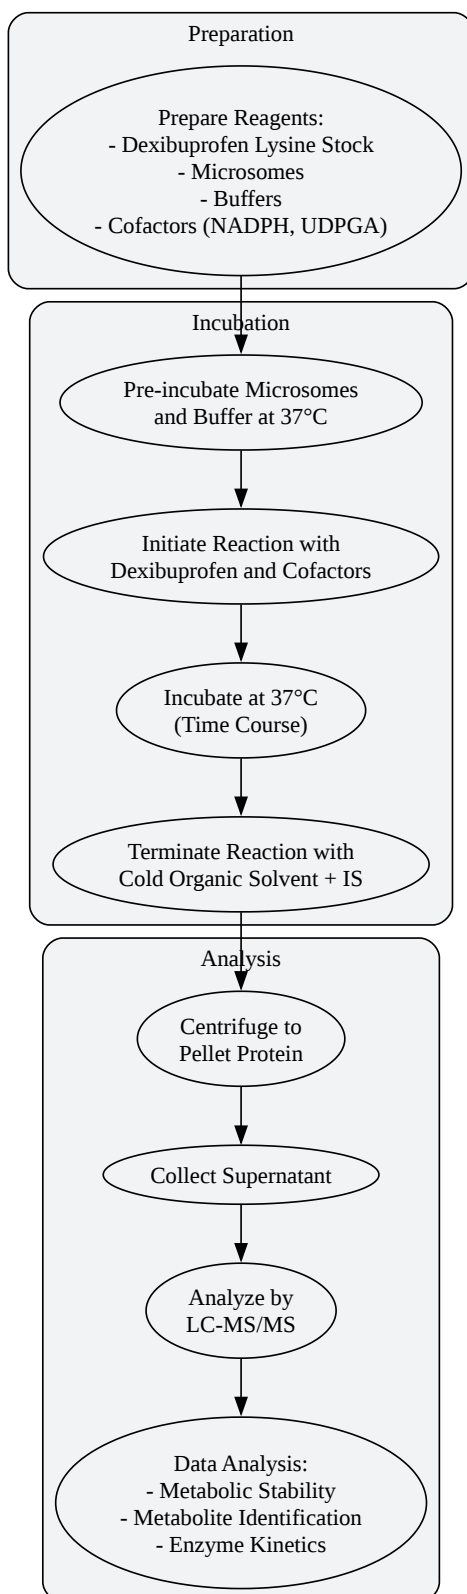 Preparation
Prepare Reagents:
- Dexibuprofen Lysine Stock
- Microsomes
- Buffers
- Cofactors (NADPH, UDPGA)
Incubation
Pre-incubate Microsomes
and Buffer at 37°C
Initiate Reaction with
Dexibuprofen and Cofactors
Incubate at 37°C
(Time Course)
Terminate Reaction with
Cold Organic Solvent + IS
Analysis
Centrifuge to
Pellet Protein
Collect Supernatant
Analyze by
LC-MS/MS
Data Analysis:
- Metabolic Stability
- Metabolite Identification
- Enzyme Kinetics